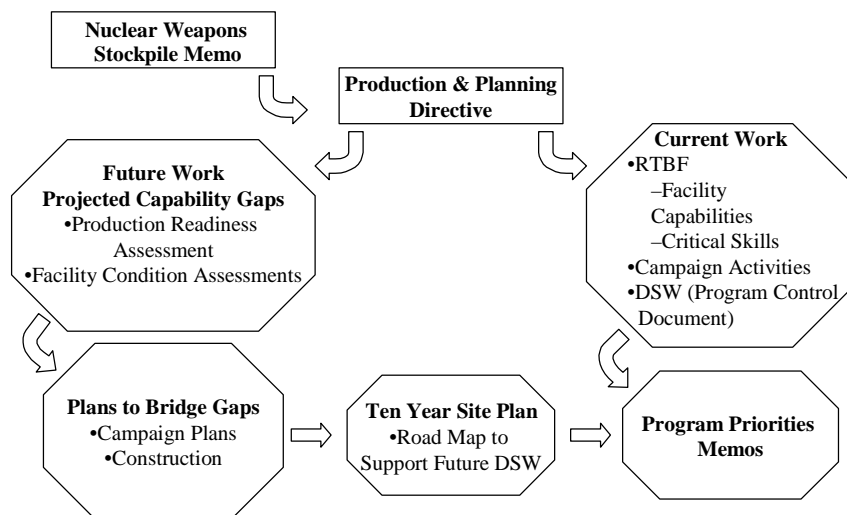 Nuclear Weapons
Stockpile Memo
Production & Planning
Directive
Future Work
Projected Capability Gaps
•Production Readiness
Assessment
•Facility Condition Assessments
Current Work
•RTBF
–Facility
Capabilities
–Critical Skills
•Campaign Activities
•DSW (Program Control
Document)
Plans to Bridge Gaps
•Campaign Plans
•Construction
Ten Year Site Plan
•Road Map to
Support Future DSW
Program Priorities
Memos